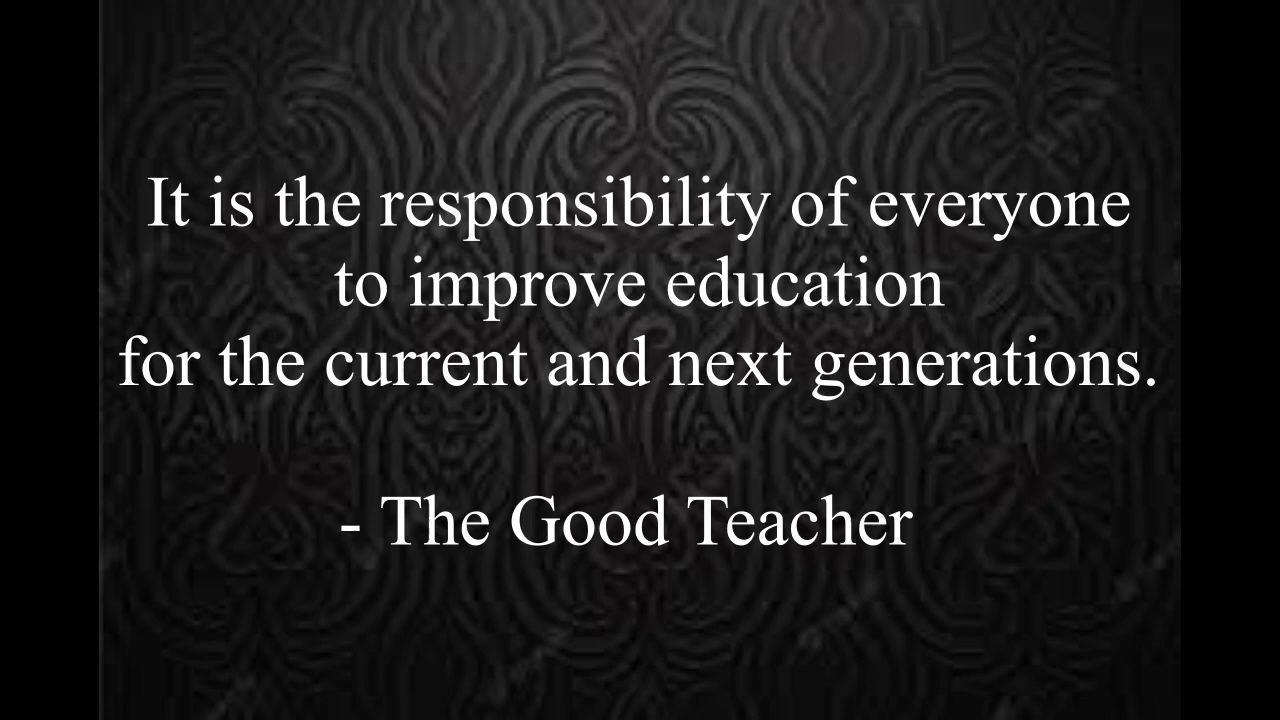 It is the responsibility of everyone
to improve education
for the current and next generations.
- The Good Teacher